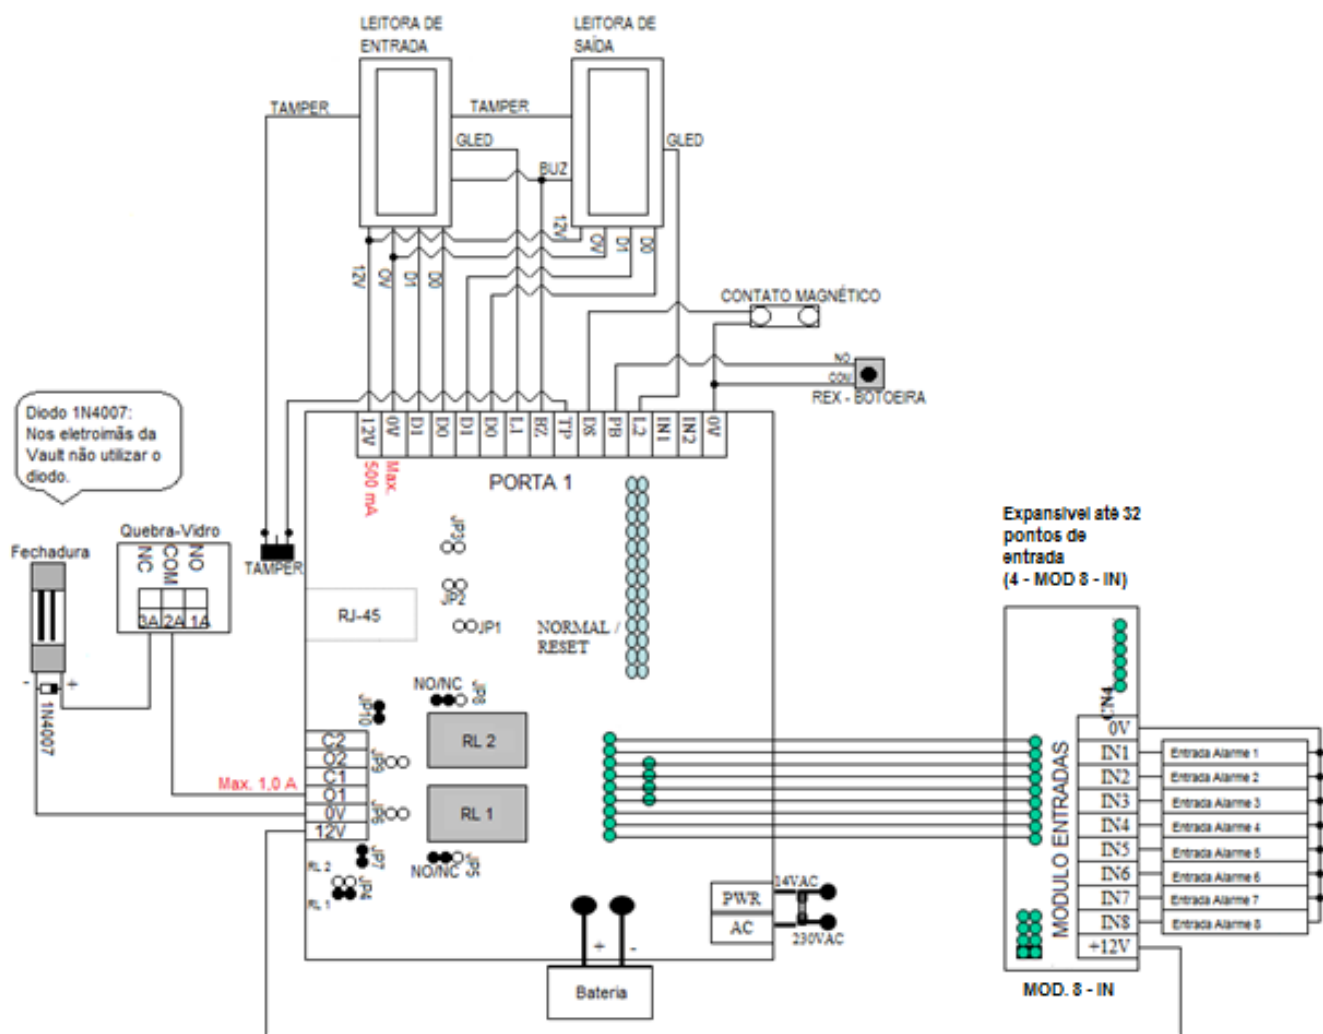 LEITORA DE
ENTRADA
LEITORA DE
SAÍDA
TAMPER
TAMPER
GLED
GLED
BUZ
12V
0V
D1
D0
12V
0V
D1
D0
CONTATO MAGNÉTICO
NO
COM
REX - BOTOEIRA
Diodo 1N4007:
Nos eletroimãs da
Vault não utilizar o
diodo.
12V
0V
D1
D0
D1
D0
L1
BZ
TP
DS
PB
L2
IN1
IN2
0V
Max.
500 mA
PORTA 1
Quebra-Vidro
NC
COM
NO
3A
2A
1A
Fechadura
-
+
1N4007
TAMPER
RJ-45
JP3
JP2
JP1
NORMAL /
RESET
Expansivel até 32
pontos de
entrada
(4 - MOD 8 - IN)
NO/NC
JP8
JP10
RL 2
C2
O2
C1
O1
0V
12V
JP9
JP6
Max. 1,0 A
RL 1
JP7
NO/NC
JP5
RL 2
RL 1
JP4
PWR
AC
14VAC
230VAC
+
-
Bateria
CN4
MODULO ENTRADAS
0V
IN1
Entrada Alarme 1
IN2
Entrada Alarme 2
IN3
Entrada Alarme 3
IN4
Entrada Alarme 4
IN5
Entrada Alarme 5
IN6
Entrada Alarme 6
IN7
Entrada Alarme 7
IN8
Entrada Alarme 8
+12V
MOD. 8 - IN